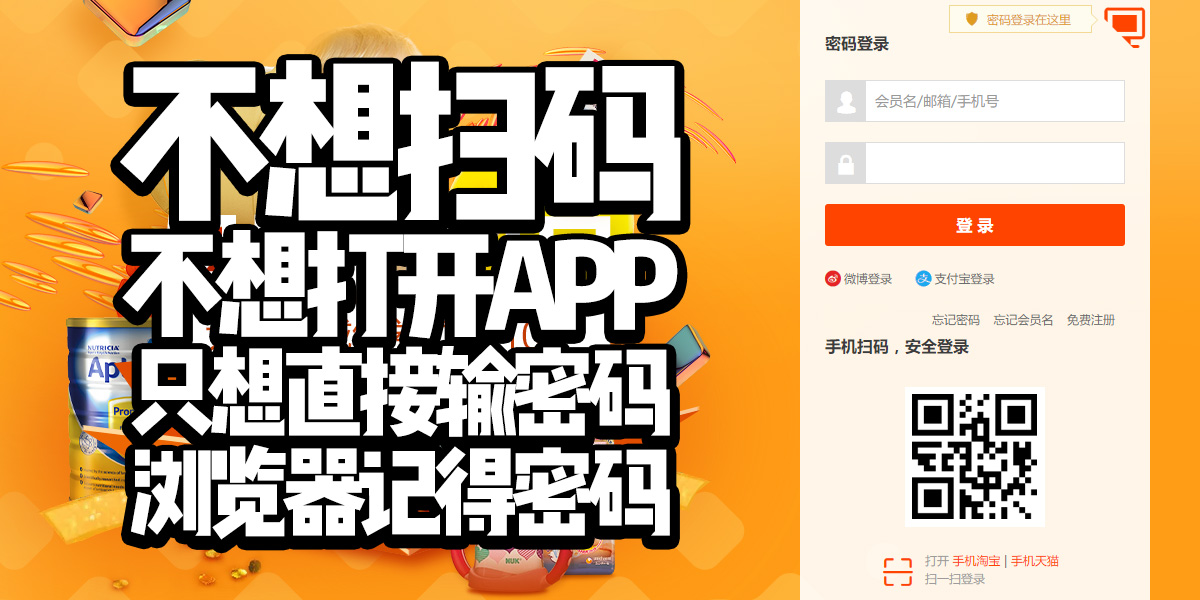 不想扫码
不想打开APP
只想直接输密码
浏览器记得密码
NUTRICIA
NUK
密码登录在这里
密码登录
会员名/邮箱/手机号
登 录
微博登录 支付宝登录
忘记密码 忘记会员名 免费注册
手机扫码，安全登录
打开 手机淘宝 | 手机天猫
扫一扫登录